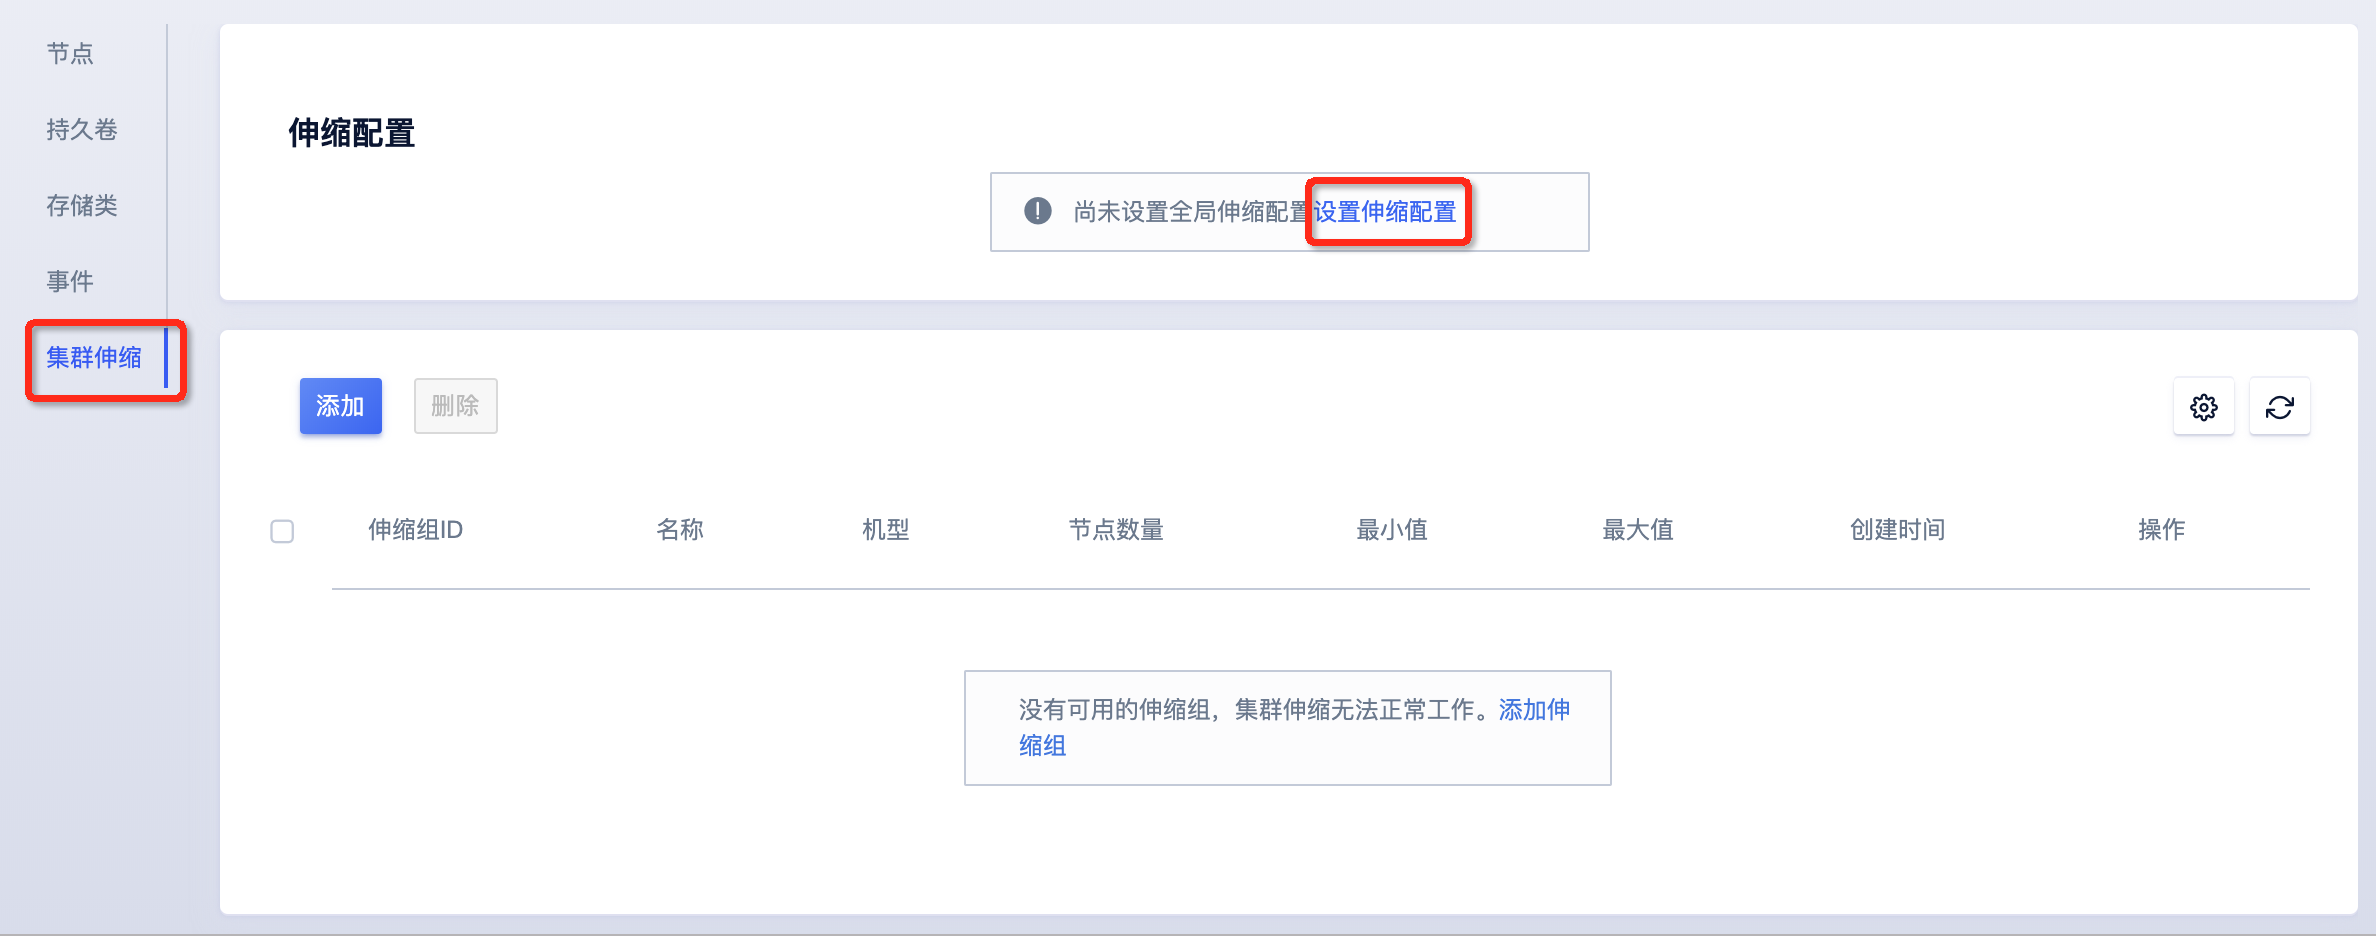 节点
持久卷
存储类
事件
集群伸缩
伸缩配置
尚未设置全局伸缩配置设置伸缩配置
添加 删除
伸缩组ID 名称 机型 节点数量 最小值 最大值 创建时间 操作
没有可用的伸缩组，集群伸缩无法正常工作。添加伸
缩组